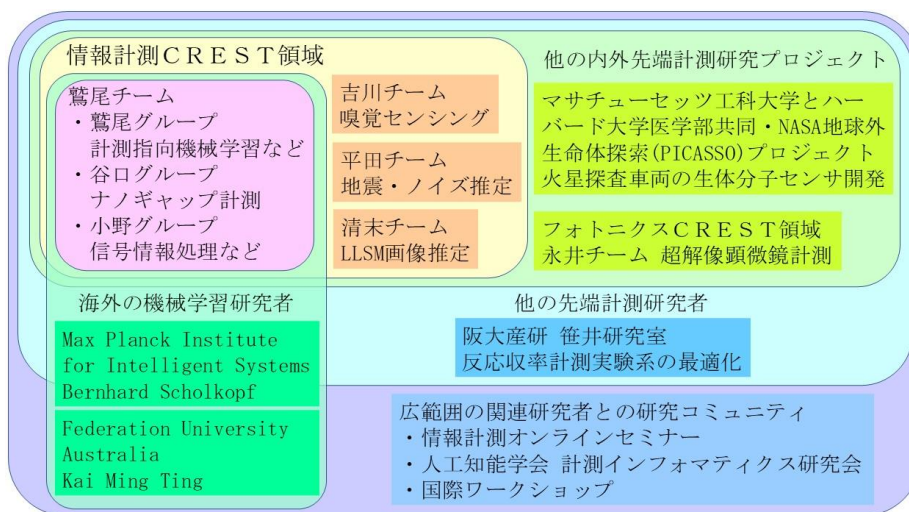 情報計測ＣＲＥＳＴ領域
鷲尾チーム
・鷲尾グループ
計測指向機械学習など
・谷口グループ
ナノギャップ計測
・小野グループ
信号情報処理など
吉川チーム
嗅覚センシング
平田チーム
地震・ノイズ推定
清末チーム
LLSM画像推定
他の内外先端計測研究プロジェクト
マサチューセッツ工科大学とハー
バード大学医学部共同・NASA地球外
生命体探索(PICASSO)プロジェクト
火星探査車両の生体分子センサ開発
フォトニクスＣＲＥＳＴ領域
永井チーム 超解像顕微鏡計測
海外の機械学習研究者
Max Planck Institute
for Intelligent Systems
Bernhard Scholkopf
Federation University
Australia
Kai Ming Ting
他の先端計測研究者
阪大産研 笹井研究室
反応収率計測実験系の最適化
広範囲の関連研究者との研究コミュニティ
・情報計測オンラインセミナー
・人工知能学会 計測インフォマティクス研究会
・国際ワークショップ